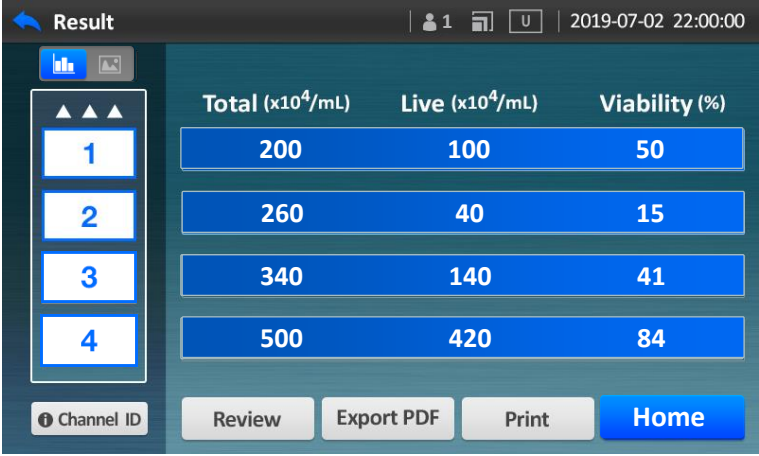 Result 1 U 2019-07-02 22:00:00
Total (x10⁴/mL) Live (x10⁴/mL) Viability (%)
1 200 100 50
2 260 40 15
3 340 140 41
4 500 420 84
Channel ID Review Export PDF Print Home